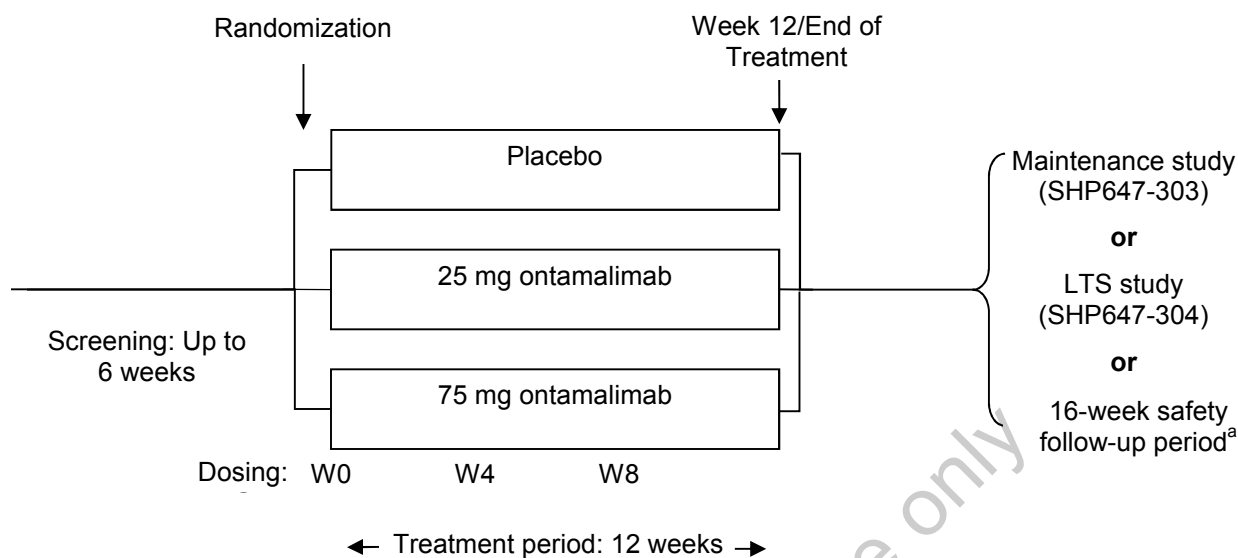 Randomization
Week 12/End of
Treatment
Placebo
25 mg ontamalimab
75 mg ontamalimab
Screening: Up to
6 weeks
Maintenance study
(SHP647-303)
or
LTS study
(SHP647-304)
or
16-week safety
follow-up periodᵃ
Dosing: W0 W4 W8
Treatment period: 12 weeks
only